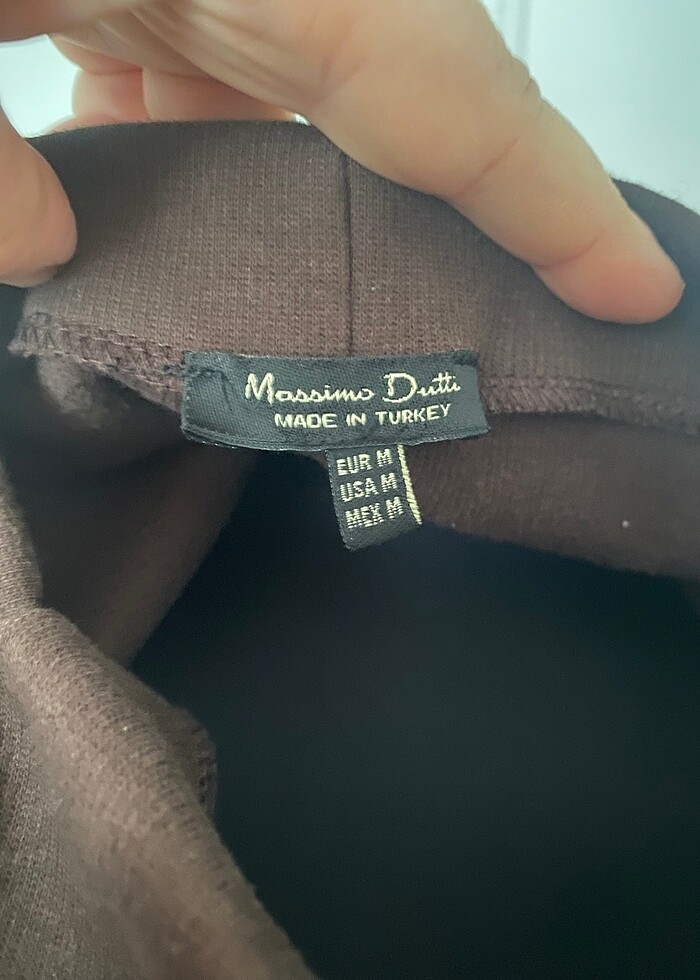 Massimo Dutti
MADE IN TURKEY
EUR M
USA M
MEX M